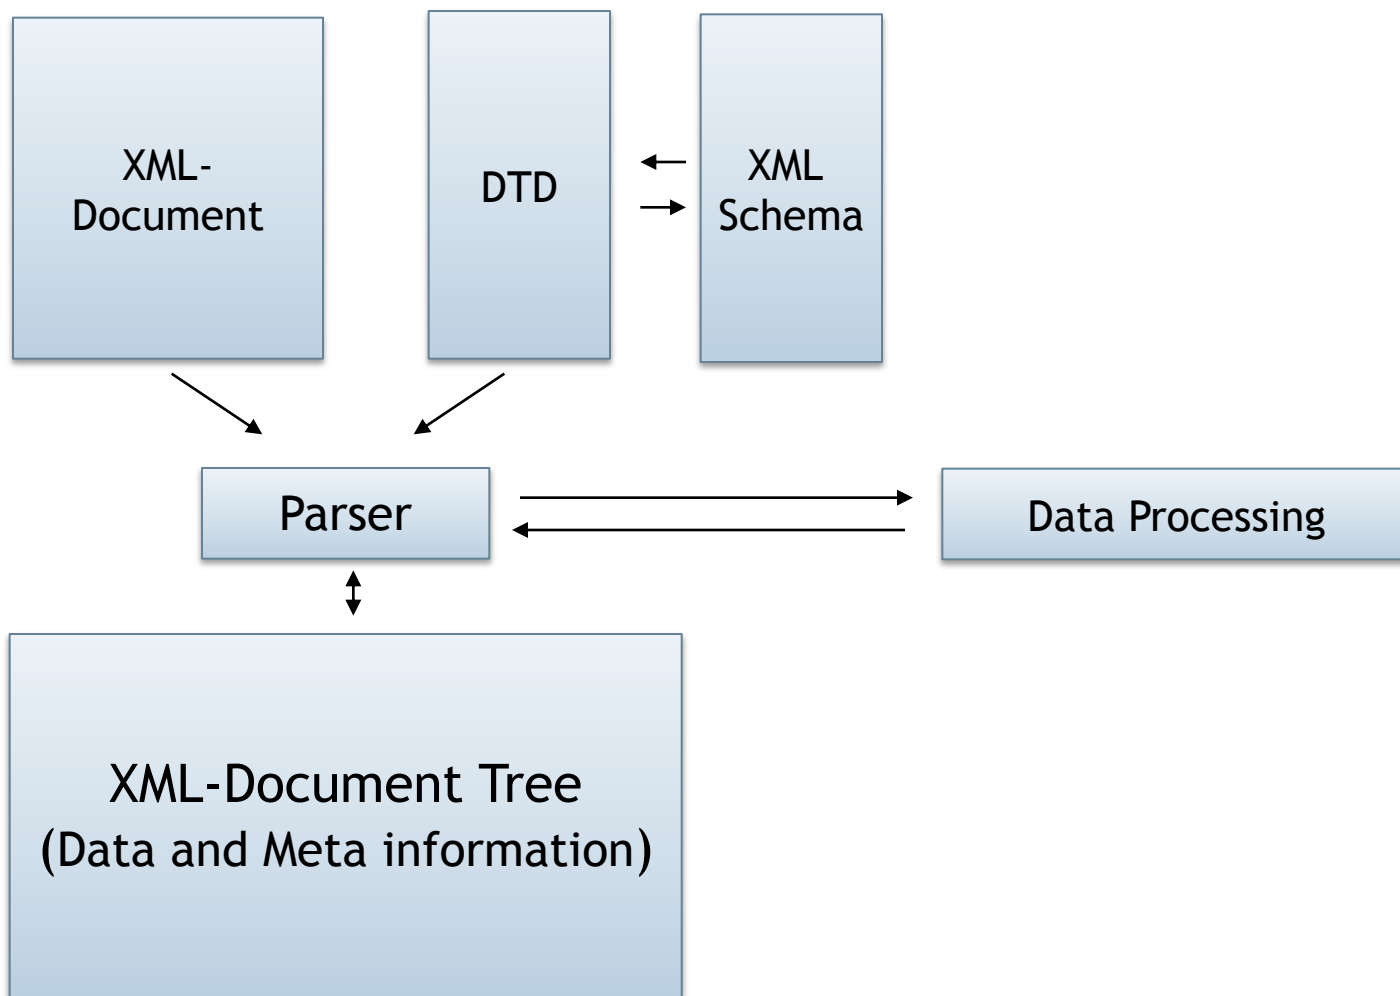 XML-
Document
DTD
XML
Schema
Parser
Data Processing
XML-Document Tree
(Data and Meta information)